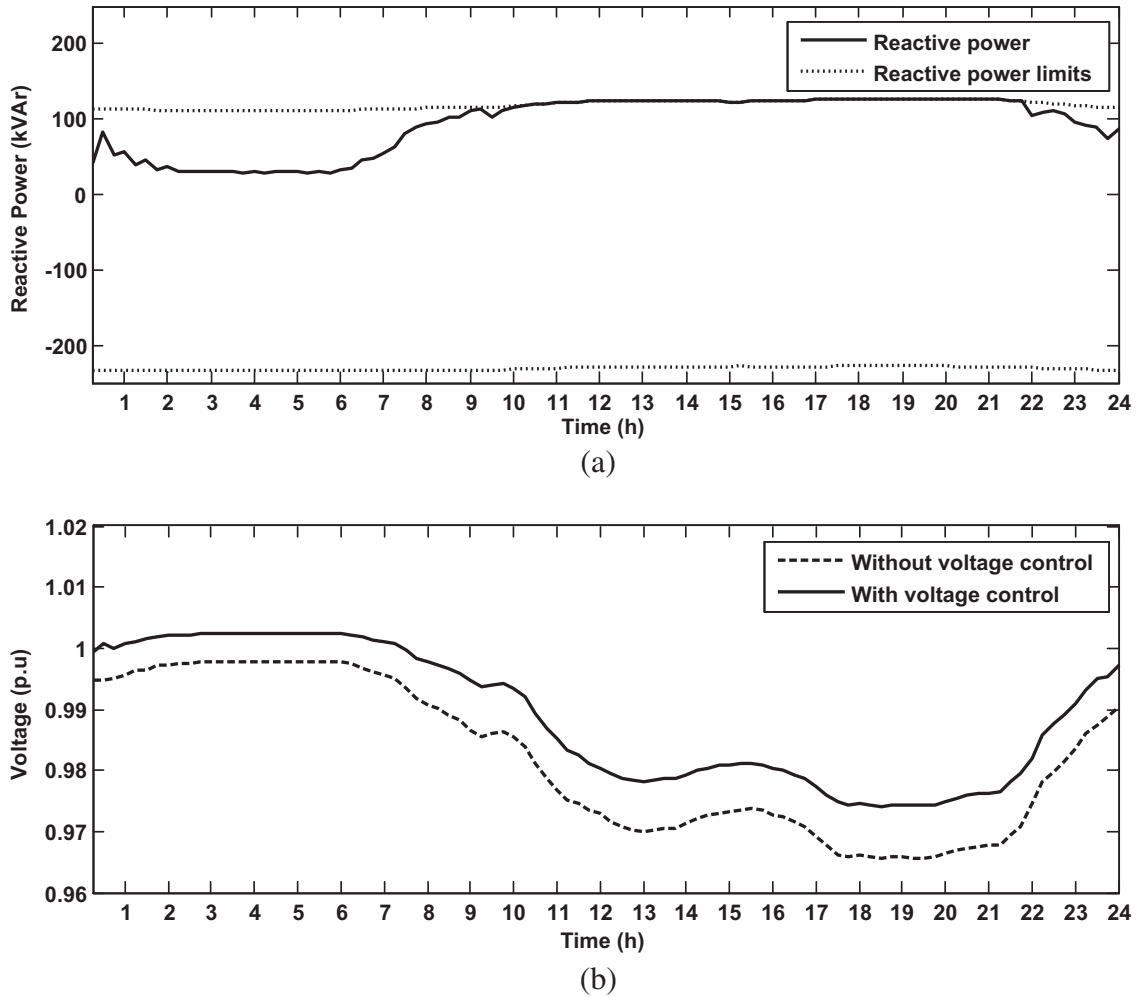 200
100
0
-100
-200
Reactive Power (kVAr)
Reactive power
Reactive power limits
1 2 3 4 5 6 7 8 9 10 11 12 13 14 15 16 17 18 19 20 21 22 23 24
Time (h)
(a)
1.02
1.01
1
0.99
0.98
0.97
0.96
Voltage (p.u)
Without voltage control
With voltage control
1 2 3 4 5 6 7 8 9 10 11 12 13 14 15 16 17 18 19 20 21 22 23 24
Time (h)
(b)